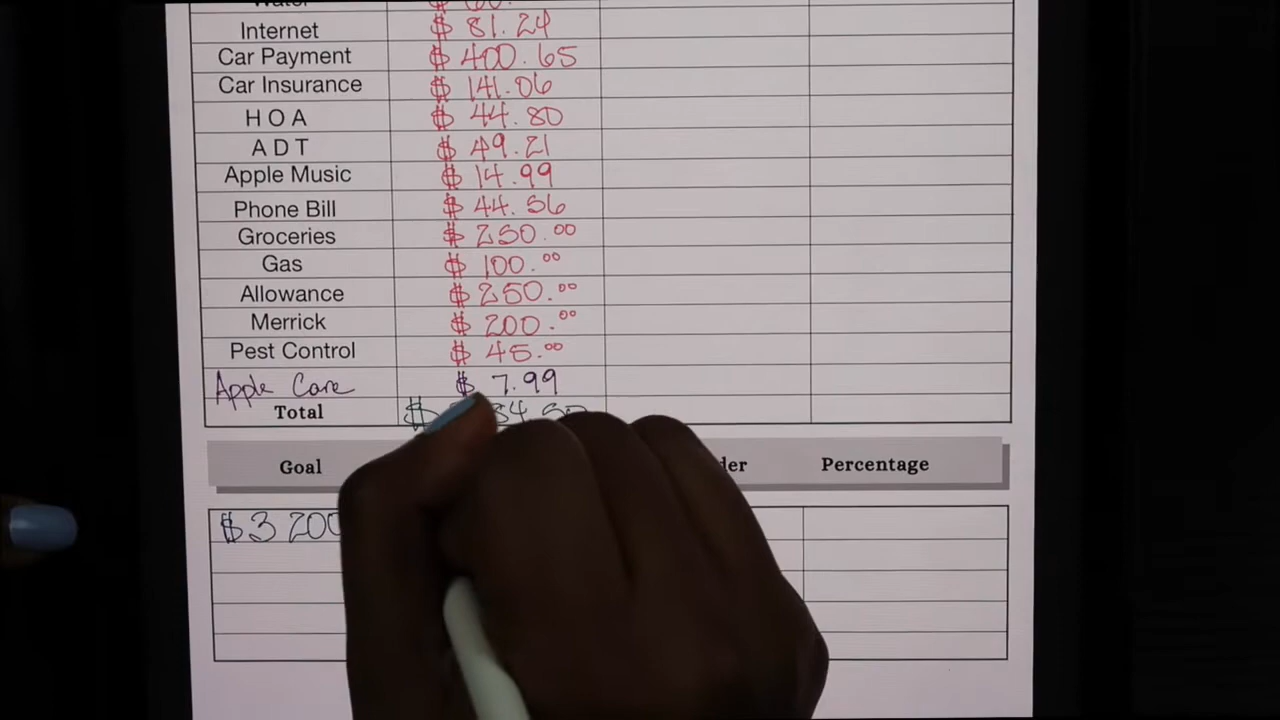 Water $ 60.
Internet $ 81.24
Car Payment $ 400.65
Car Insurance $ 141.06
H O A $ 44.80
A D T $ 49.21
Apple Music $ 14.99
Phone Bill $ 44.56
Groceries $ 250.00
Gas $ 100.00
Allowance $ 250.00
Merrick $ 200.00
Pest Control $ 45.00
Apple Care $ 7.99
Total $
Goal Percentage
$3 200